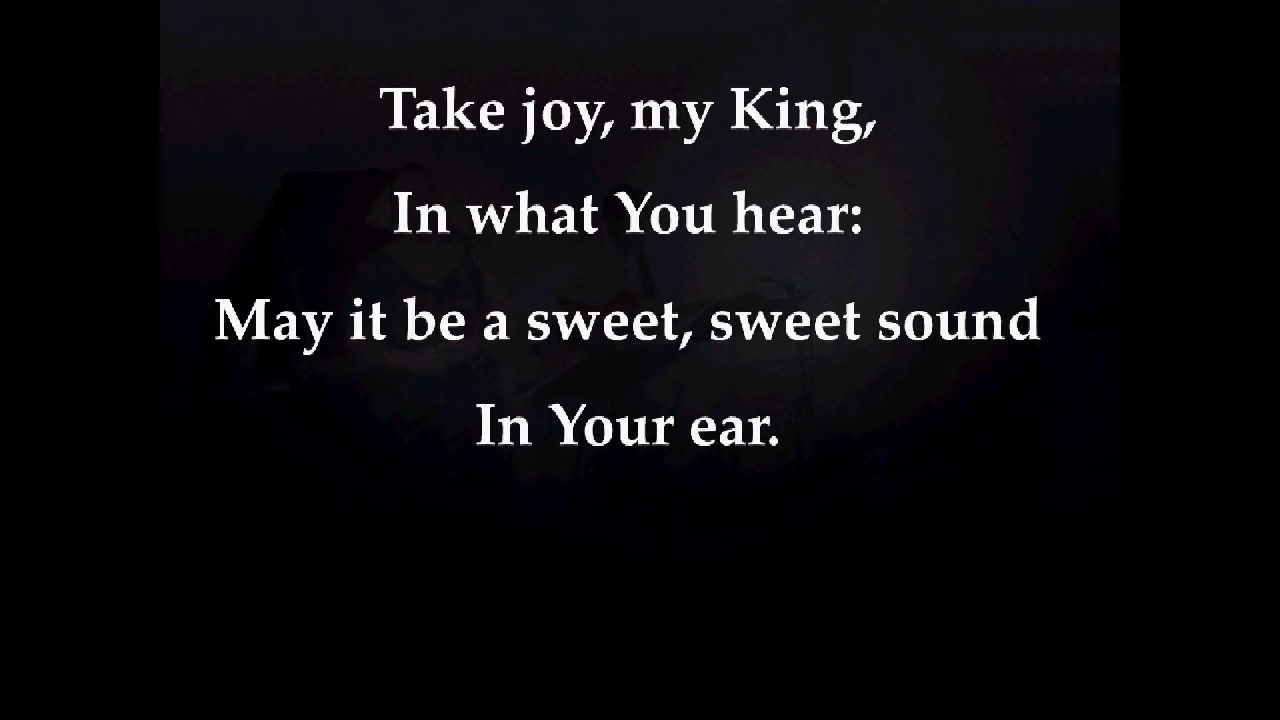 Take joy, my King,
In what You hear:
May it be a sweet, sweet sound
In Your ear.